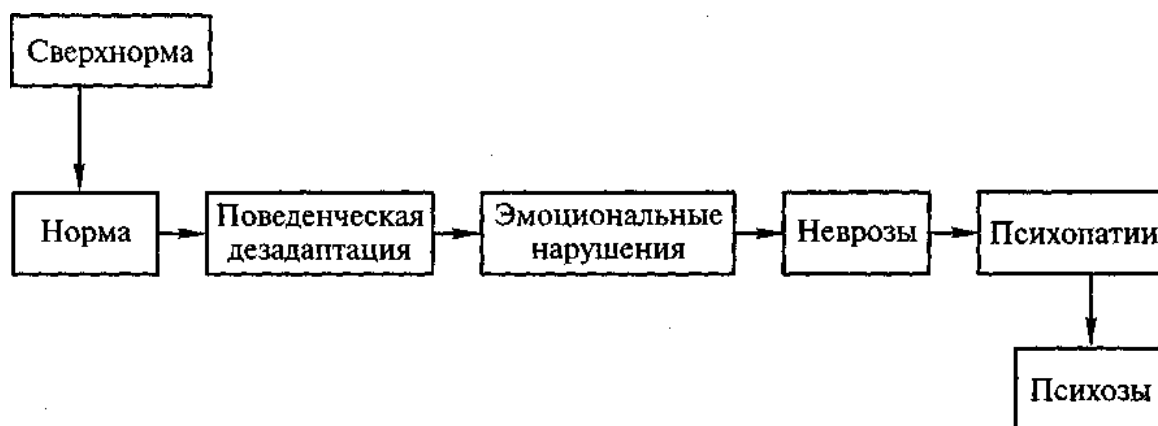 Сверхнорма
Норма
Поведенческая
дезадаптация
Эмоциональные
нарушения
Неврозы
Психопатии
Психозы